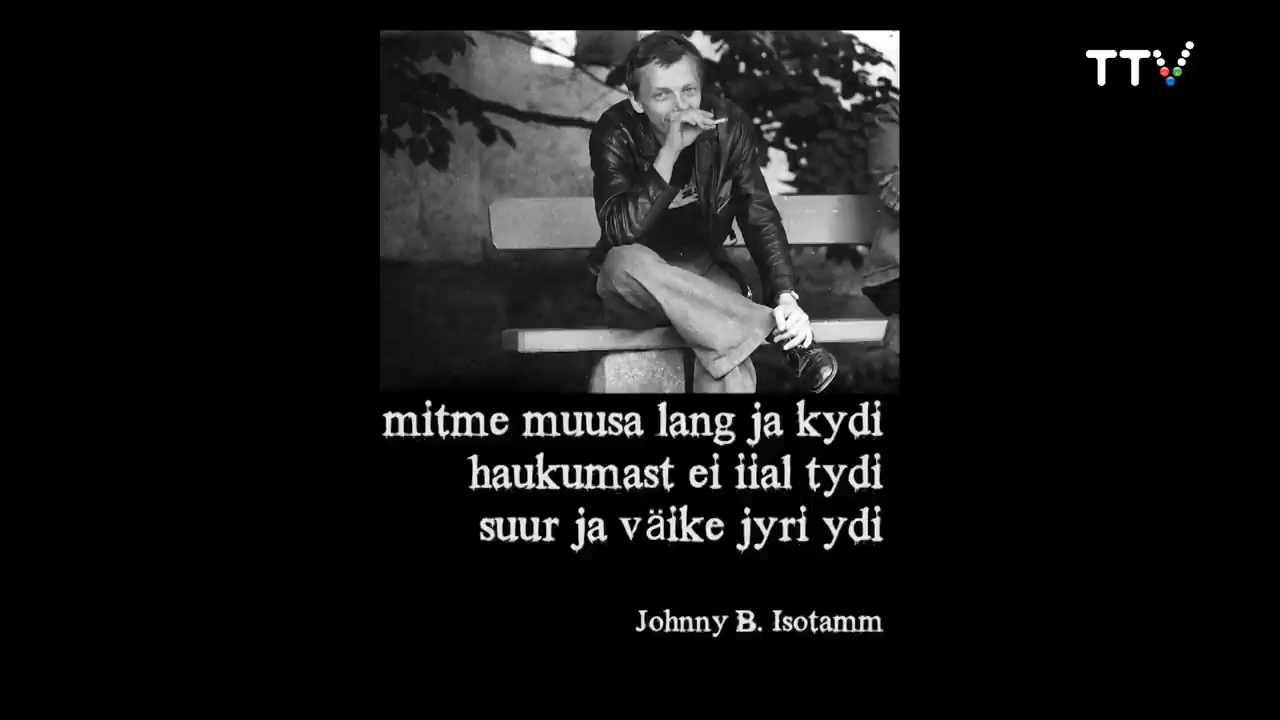 TTV
mitme muusa lang ja kydi
haukumast ei iial tydi
suur ja väike jyri ydi
Johnny B. Isotamm